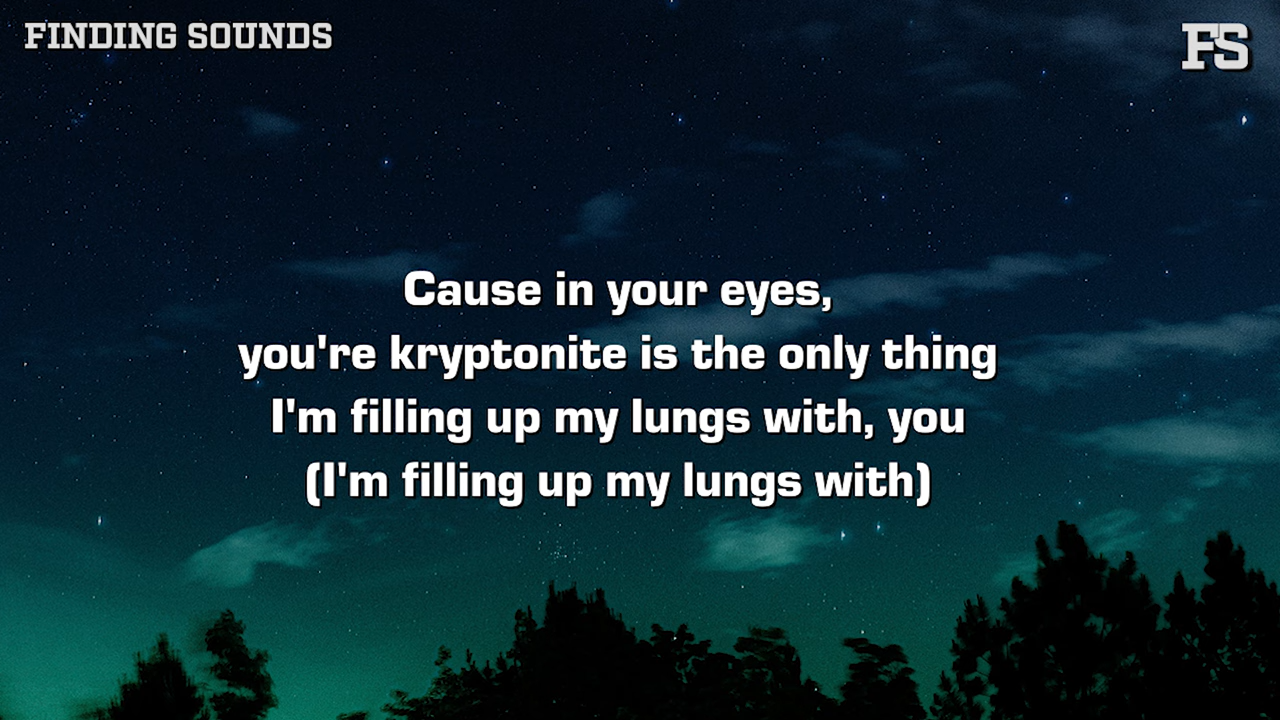 FINDING SOUNDS
FS
Cause in your eyes,
you're kryptonite is the only thing
I'm filling up my lungs with, you
(I'm filling up my lungs with)